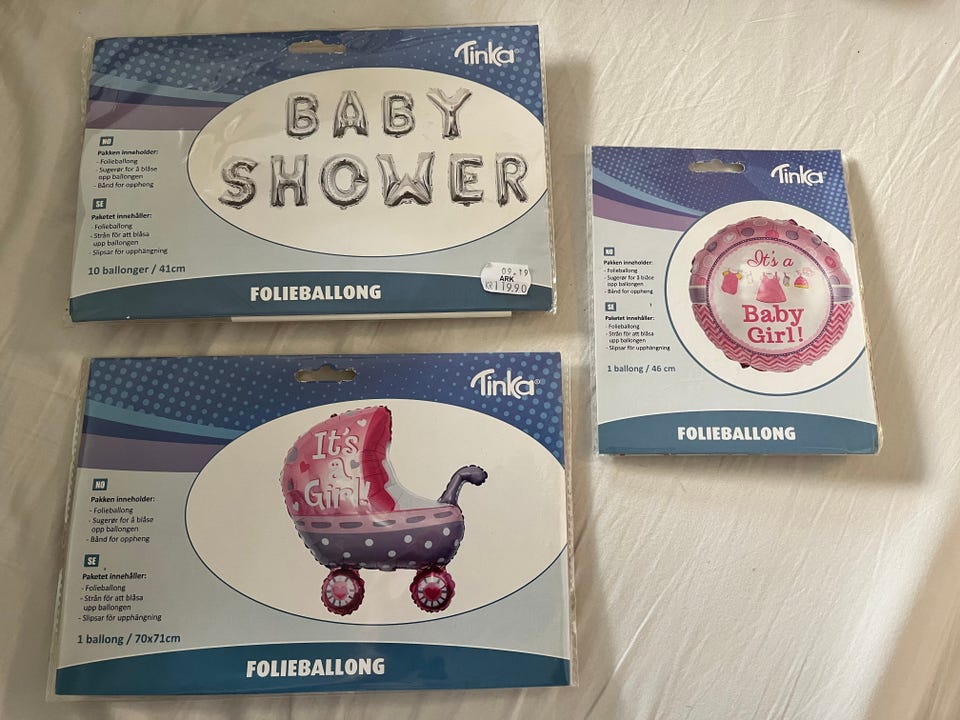 Tinka®
BABY
SHOWER
NO
Pakken inneholder:
- Folieballong
- Sugerør for å blåse
opp ballongen
- Bånd for oppheng
SE
Paketet innehåller:
- Folieballong
- Strån för att blåsa
upp ballongen
- Slipsar för upphängning
10 ballonger / 41cm
09.19
ARK
KR119.90
FOLIEBALLONG
Tinka®
It's a
Baby
Girl!
NO
Pakken inneholder:
- Folieballong
- Sugerør for å blåse
opp ballongen
- Bånd for oppheng
SE
Paketet innehåller:
- Folieballong
- Strån för att blåsa
upp ballongen
- Slipsar för upphängning
1 ballong / 46 cm
FOLIEBALLONG
Tinka®
It's
a
Girl!
NO
Pakken inneholder:
- Folieballong
- Sugerør for å blåse
opp ballongen
- Bånd for oppheng
SE
Paketet innehåller:
- Folieballong
- Strån för att blåsa
upp ballongen
- Slipsar för upphängning
1 ballong / 70x71cm
FOLIEBALLONG